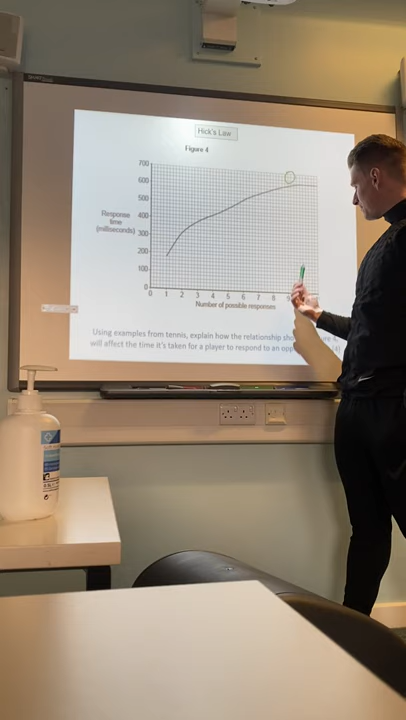 Hick's Law
Figure 4
700
600
500
400
300
200
100
0
Response
time
(milliseconds)
0 1 2 3 4 5 6 7 8
Number of possible responses
Using examples from tennis, explain how the relationship
will affect the time it's taken for a player to respond to an